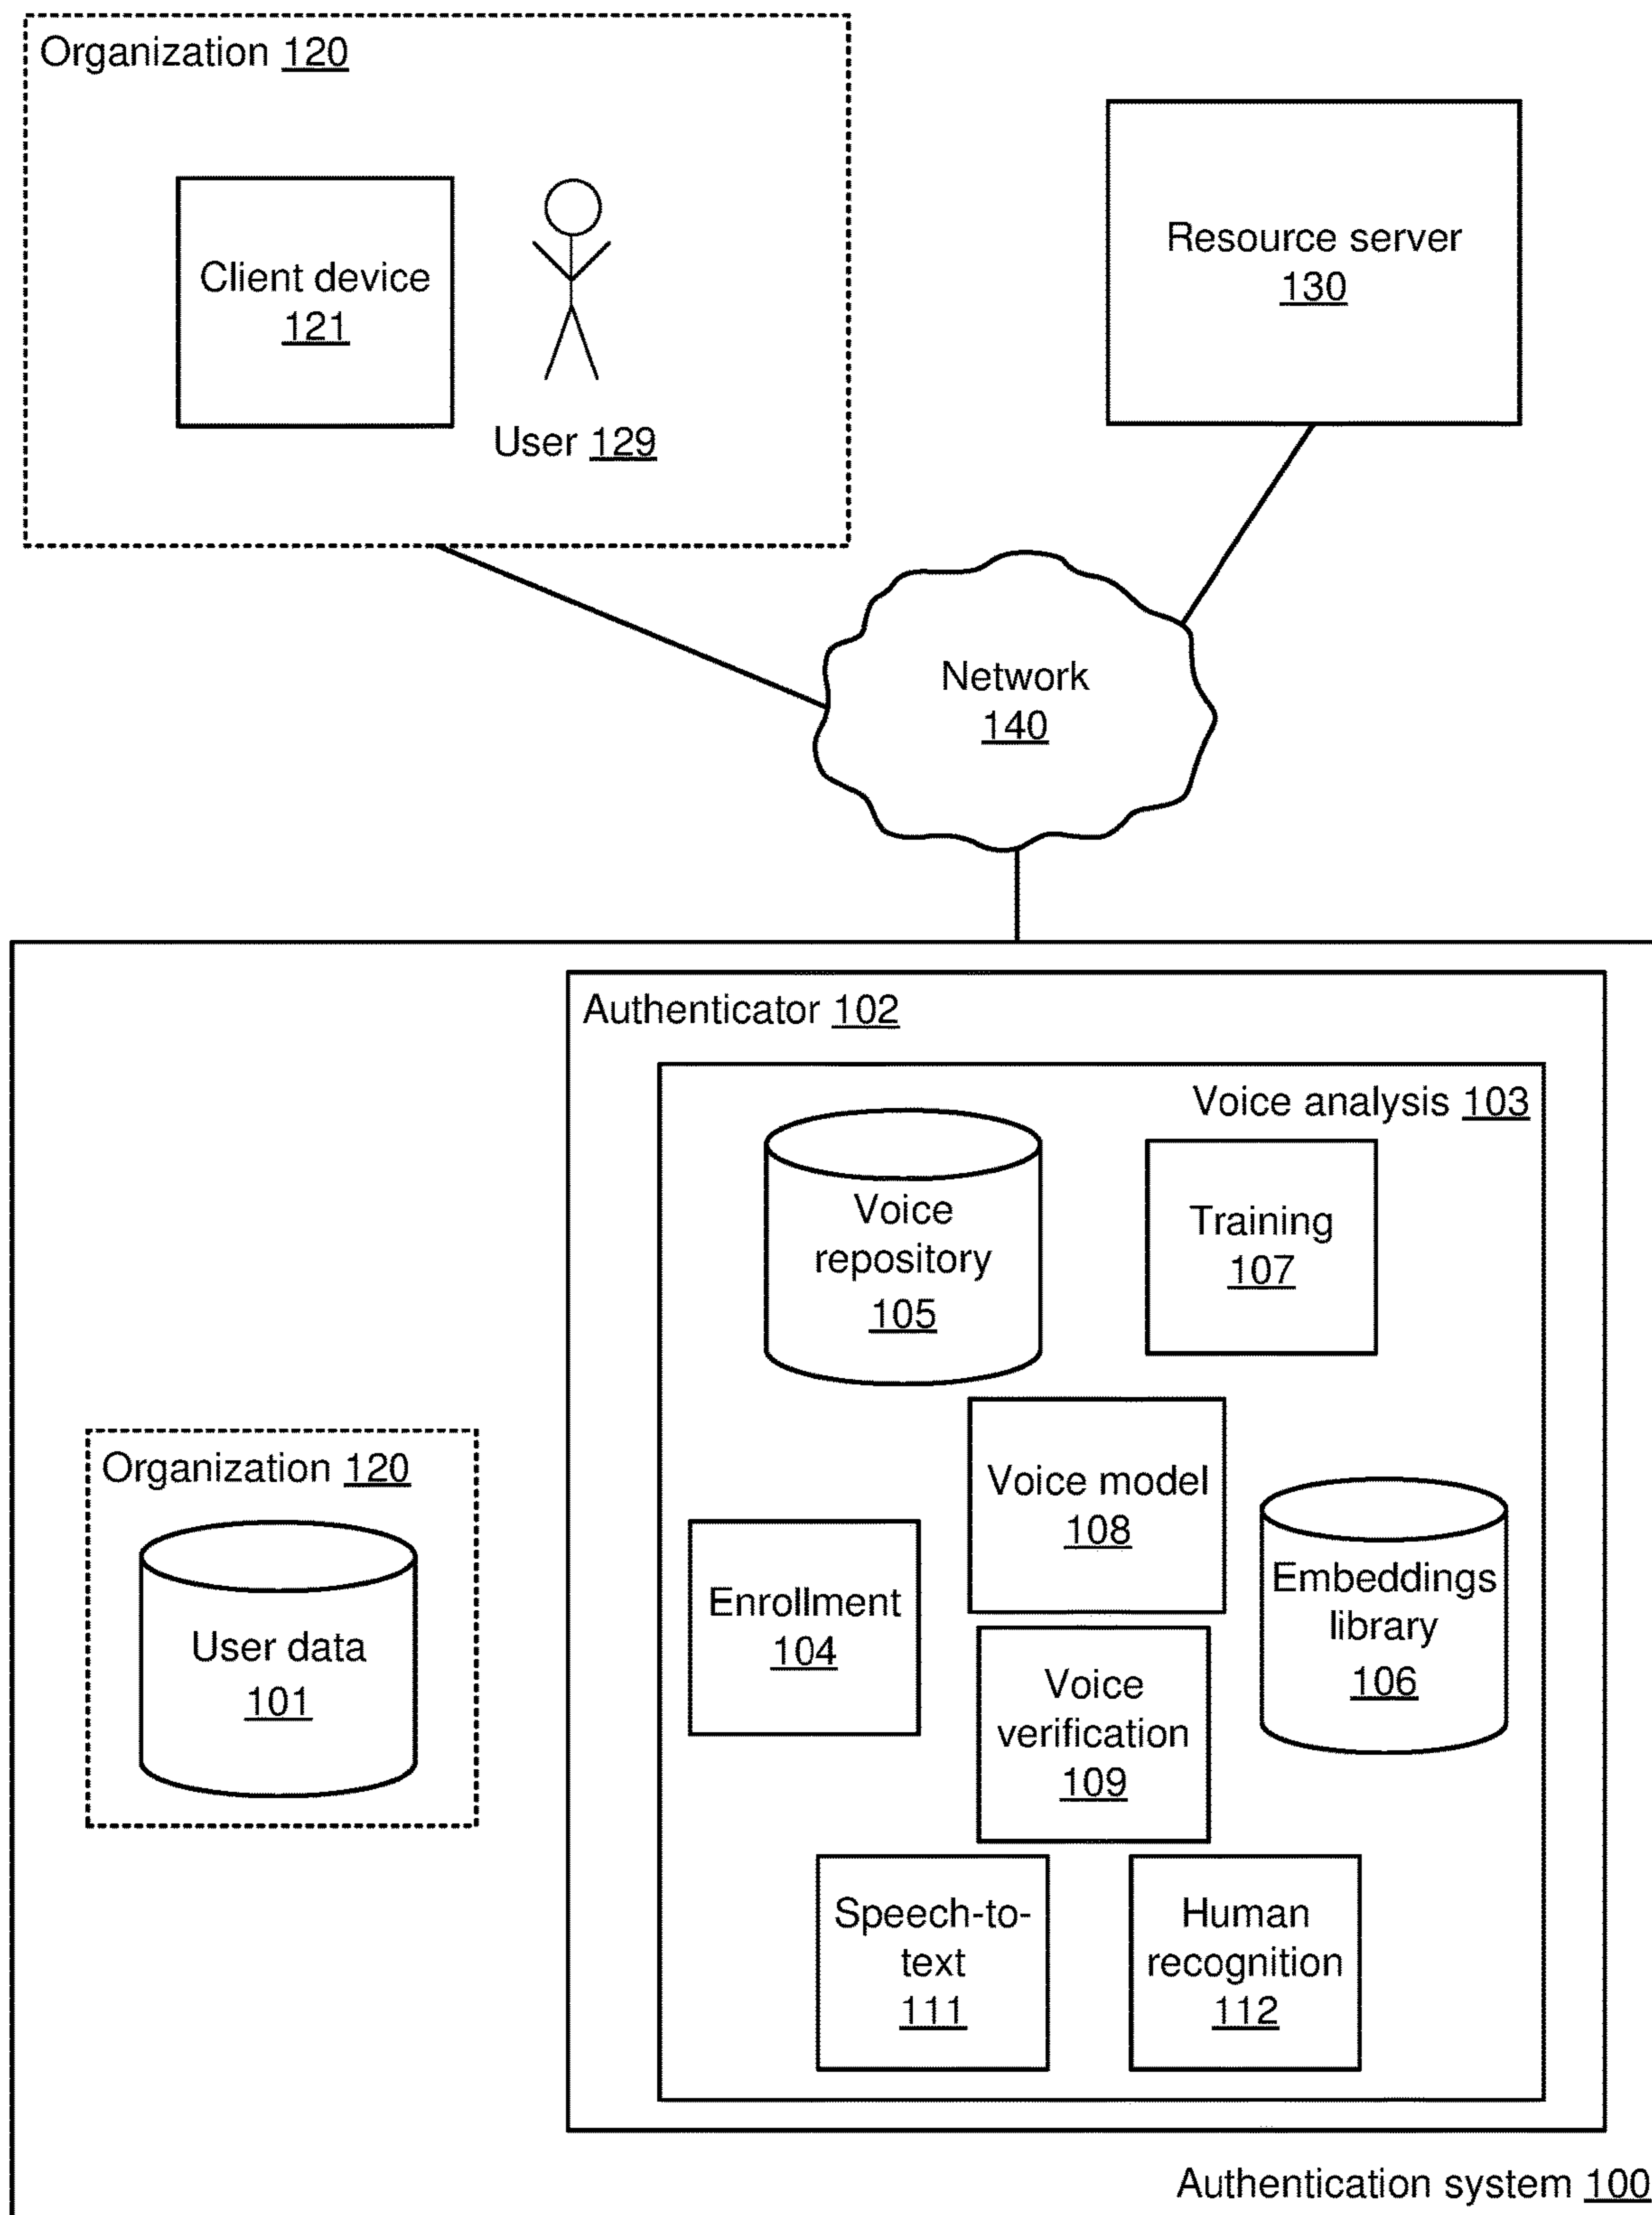 Organization 120
Client device
121
User 129
Resource server
130
Network
140
Authenticator 102
Voice analysis 103
Voice
repository
105
Training
107
Voice model
108
Organization 120
User data
101
Enrollment
104
Embeddings
library
106
Voice
verification
109
Speech-to-
text
111
Human
recognition
112
Authentication system 100